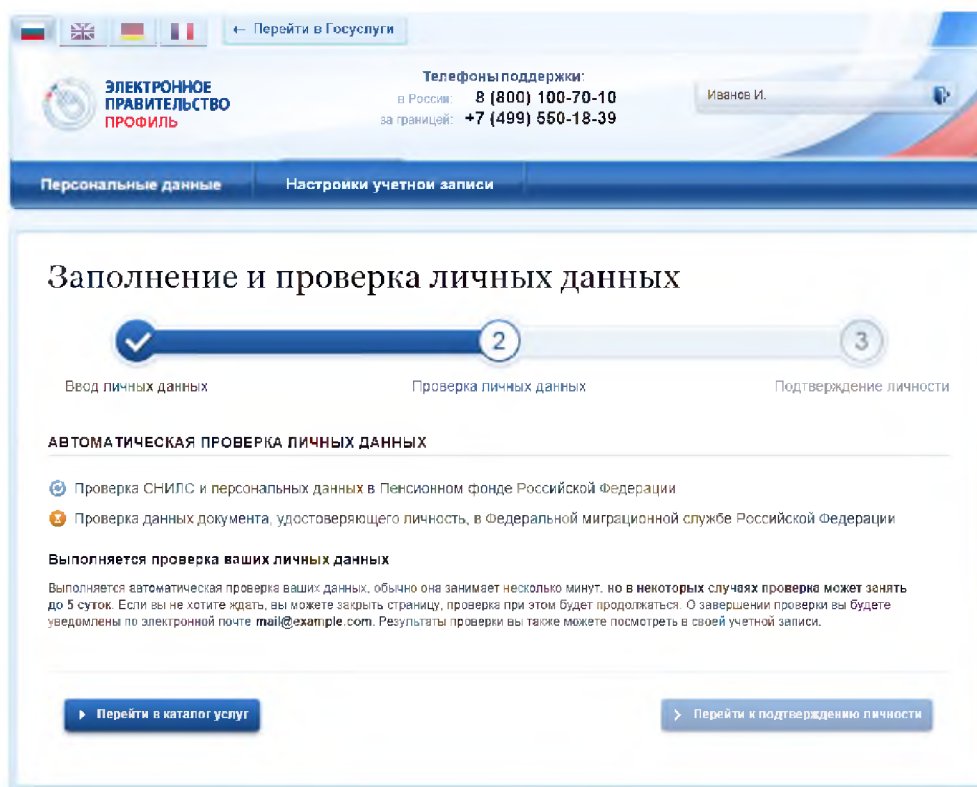 ← Перейти в Госуслуги
ЭЛЕКТРОННОЕ
ПРАВИТЕЛЬСТВО
ПРОФИЛЬ
Телефоны поддержки:
в России: 8 (800) 100-70-10
за границей: +7 (499) 550-18-39
Иванов И.
Персональные данные Настройки учетной записи
Заполнение и проверка личных данных
2 3
Ввод личных данных Проверка личных данных Подтверждение личности
АВТОМАТИЧЕСКАЯ ПРОВЕРКА ЛИЧНЫХ ДАННЫХ
Проверка СНИЛС и персональных данных в Пенсионном фонде Российской Федерации
Проверка данных документа, удостоверяющего личность, в Федеральной миграционной службе Российской Федерации
Выполняется проверка ваших личных данных
Выполняется автоматическая проверка ваших данных, обычно она занимает несколько минут, но в некоторых случаях проверка может занять
до 5 суток. Если вы не хотите ждать, вы можете закрыть страницу, проверка при этом будет продолжаться. О завершении проверки вы будете
уведомлены по электронной почте mail@example.com. Результаты проверки вы также можете посмотреть в своей учетной записи.
Перейти в каталог услуг Перейти к подтверждению личности